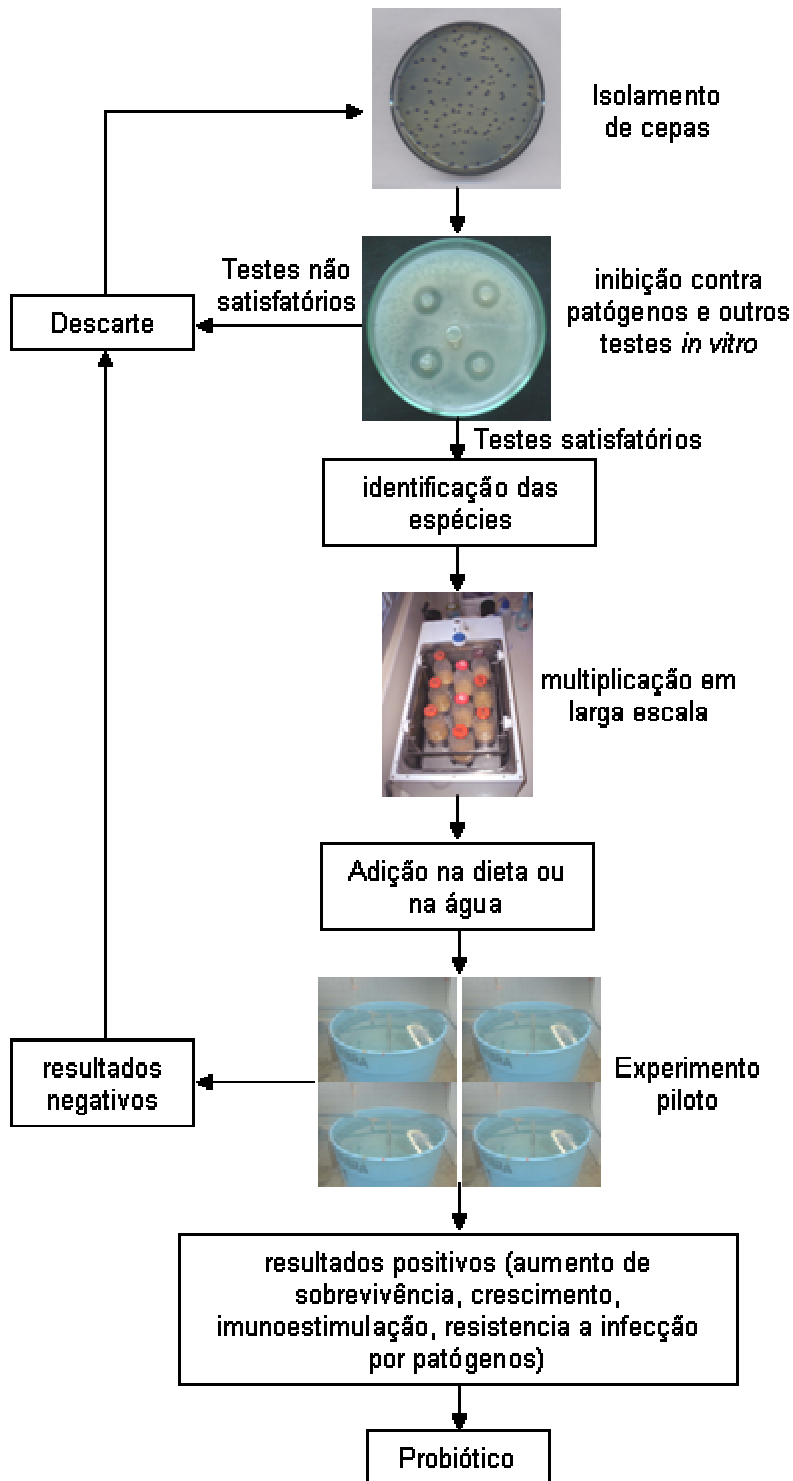 Isolamento
de cepas
Testes não
satisfatórios
Descarte
inibição contra
patógenos e outros
testes in vitro
Testes satisfatórios
identificação das
espécies
multiplicação em
larga escala
Adição na dieta ou
na água
resultados
negativos
Experimento
piloto
resultados positivos (aumento de
sobrevivência, crescimento,
imunoestimulação, resistencia a infecção
por patógenos)
Probiótico